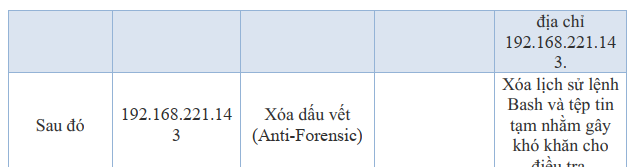 địa chỉ
192.168.221.14
3.
Sau đó
192.168.221.14
3
Xóa dấu vết
(Anti-Forensic)
Xóa lịch sử lệnh
Bash và tệp tin
tạm nhằm gây
khó khăn cho
điều tra